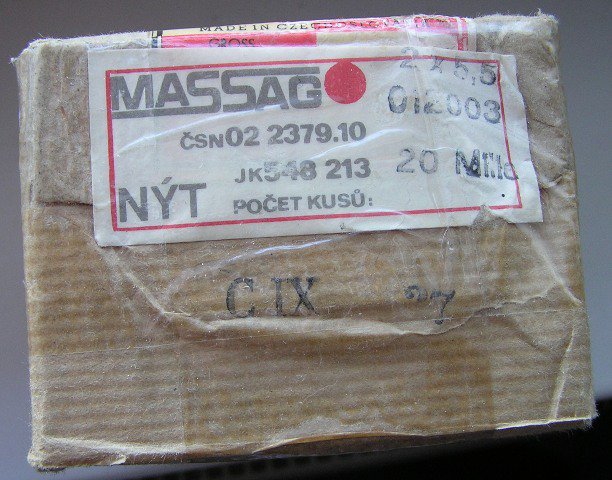 MADE IN CZECHOSLOVAKIA
GROSS
MASSAG
2 x 5,5
012003
ČSN 02 2379.10
JK 548 213
20 Mille
NÝT
POČET KUSŮ:
C IX